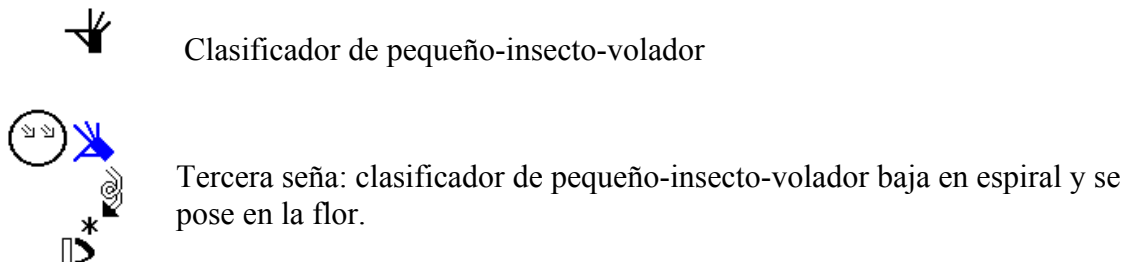 Clasificador de pequeño-insecto-volador
Tercera seña: clasificador de pequeño-insecto-volador baja en espiral y se
pose en la flor.